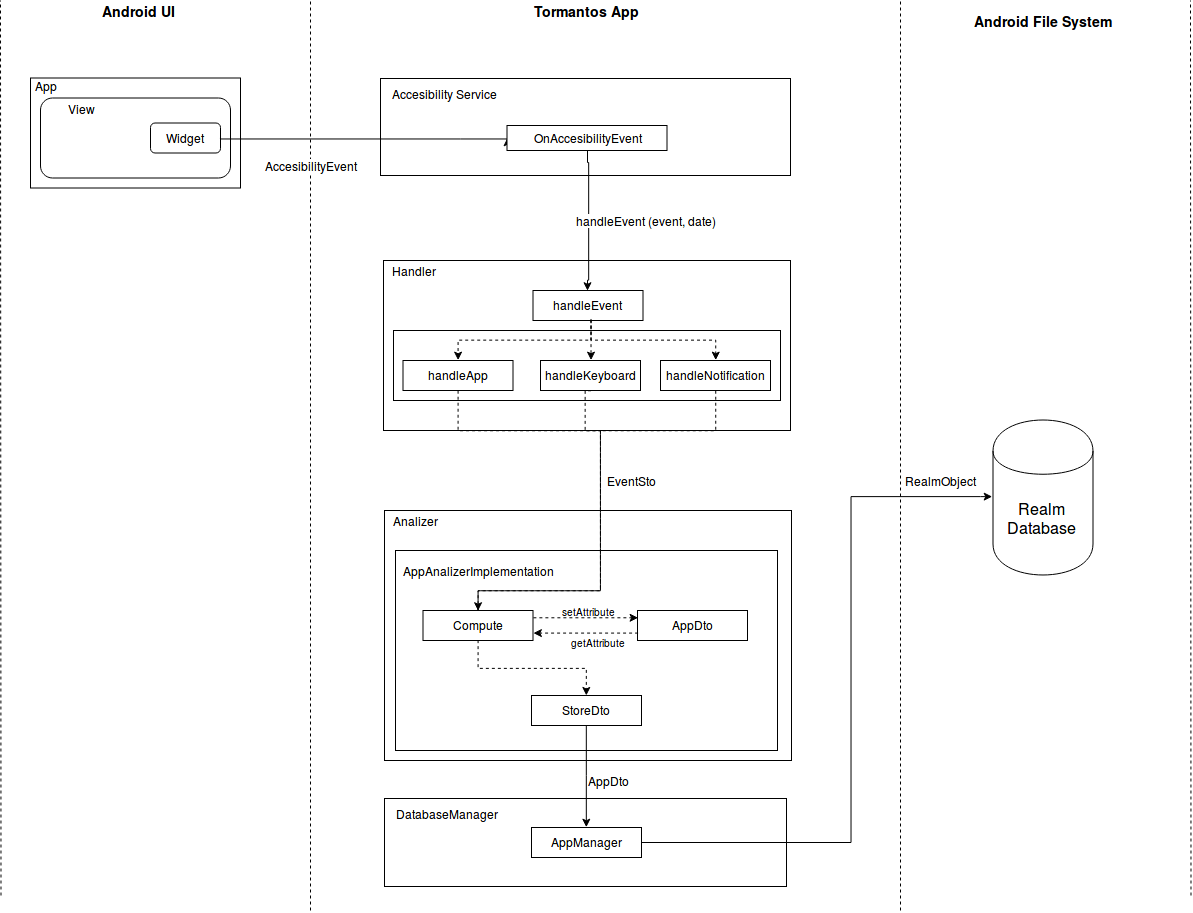 Android UI
Tormantos App
Android File System
App
View
Widget
AccesibilityEvent
Accesibility Service
OnAccesibilityEvent
handleEvent (event, date)
Handler
handleEvent
handleApp
handleKeyboard
handleNotification
EventSto
RealmObject
Realm
Database
Analizer
AppAnalizerImplementation
Compute
setAttribute
getAttribute
AppDto
StoreDto
AppDto
DatabaseManager
AppManager